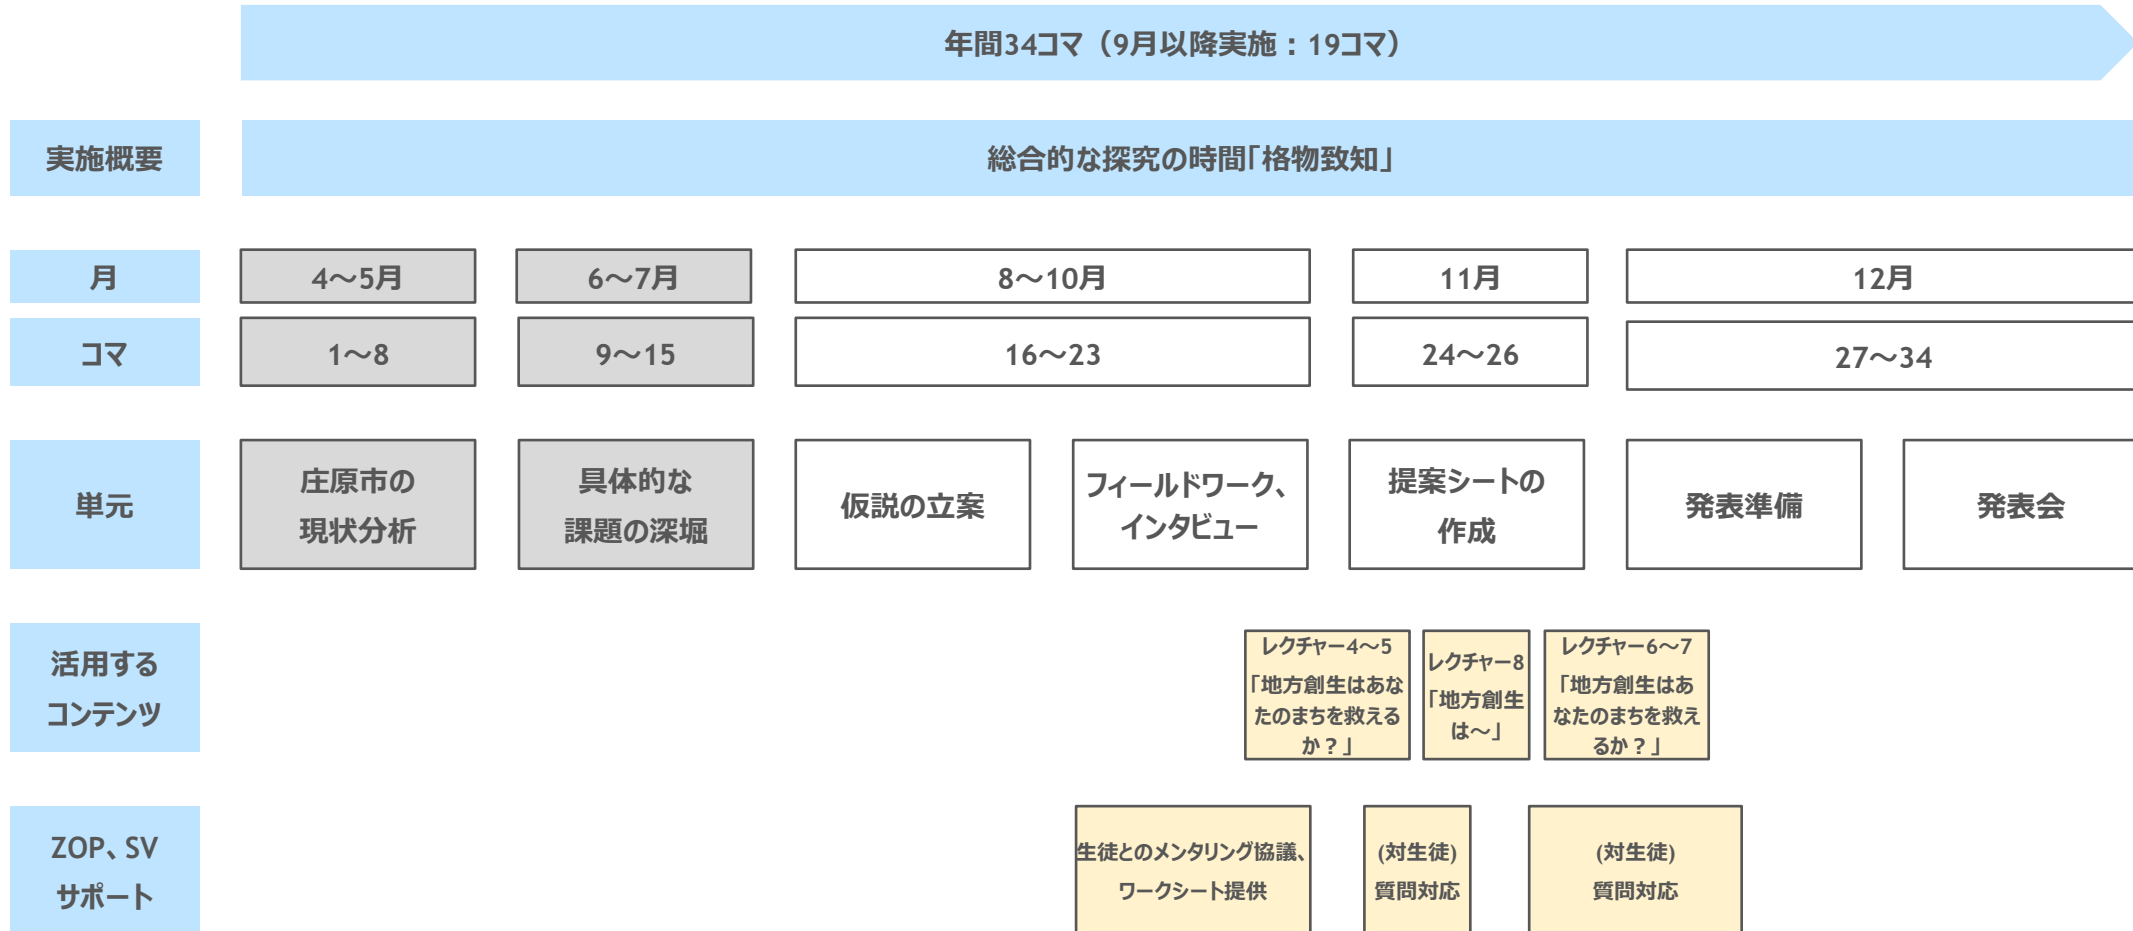 年間34コマ（9月以降実施：19コマ）
実施概要
総合的な探究の時間「格物致知」
月
4～5月
6～7月
8～10月
11月
12月
コマ
1～8
9～15
16～23
24～26
27～34
単元
庄原市の
現状分析
具体的な
課題の深堀
仮説の立案
フィールドワーク、
インタビュー
提案シートの
作成
発表準備
発表会
活用する
コンテンツ
レクチャー4～5
「地方創生はあな
たのまちを救える
か？」
レクチャー8
「地方創生
は～」
レクチャー6～7
「地方創生はあ
なたのまちを救え
るか？」
ZOP、SV
サポート
生徒とのメンタリング協議、
ワークシート提供
(対生徒)
質問対応
(対生徒)
質問対応